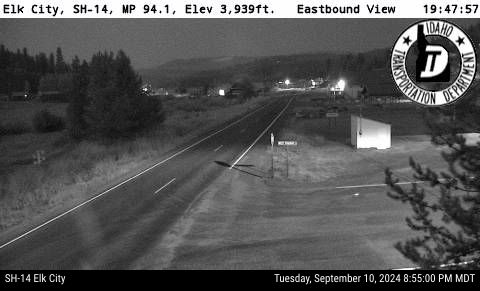 Elk City, SH-14, MP 94.1, Elev 3,939ft. Eastbound View 19:47:57
IDAHO
TRANSPORTATION DEPARTMENT
SH-14 Elk City Tuesday, September 10, 2024 8:55:00 PM MDT